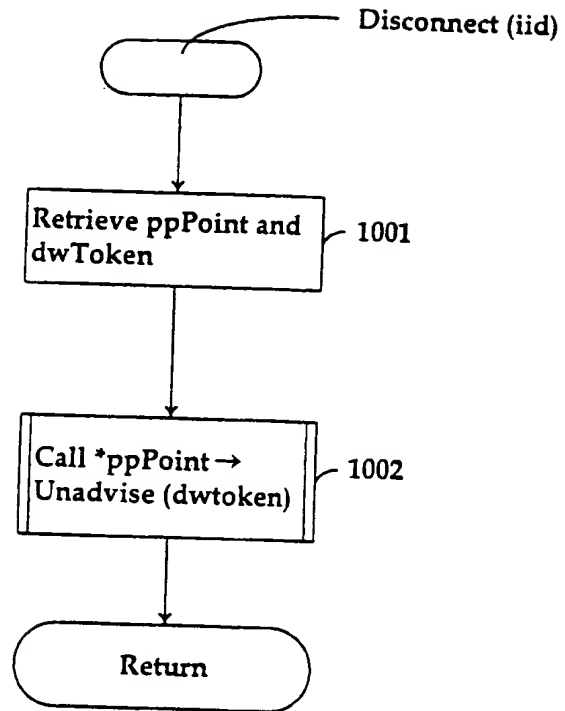 Disconnect (iid)
Retrieve ppPoint and
dwToken
1001
Call *ppPoint →
Unadvise (dwtoken)
1002
Return